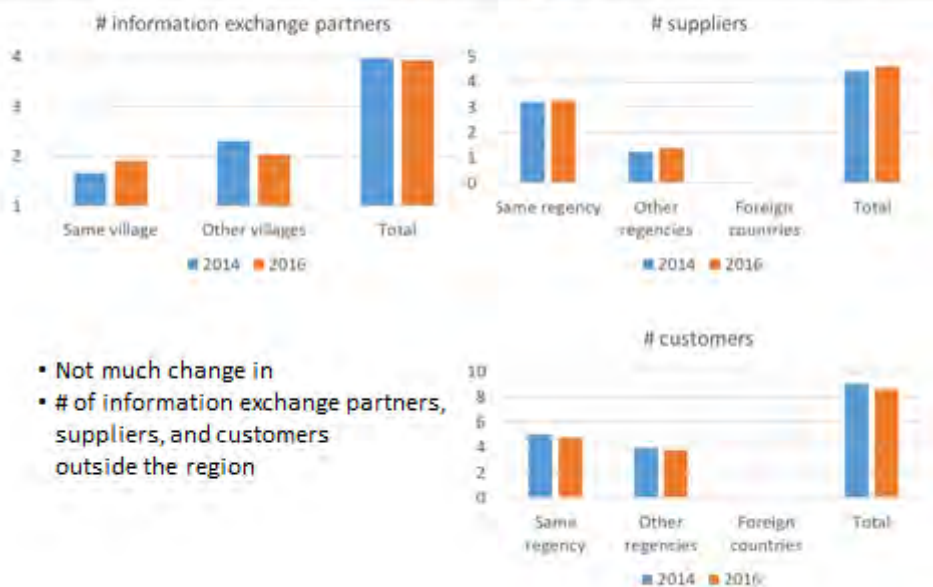 # information exchange partners
4
3
2
1
Same village Other villages Total
2014 2016
# suppliers
5
4
3
2
1
0
Same regency Other Foreign Total
regencies countries
2014 2016
• Not much change in
• # of information exchange partners,
suppliers, and customers
outside the region
# customers
10
8
6
4
2
0
Same Other Foreign Total
regency regencies countries
2014 2016